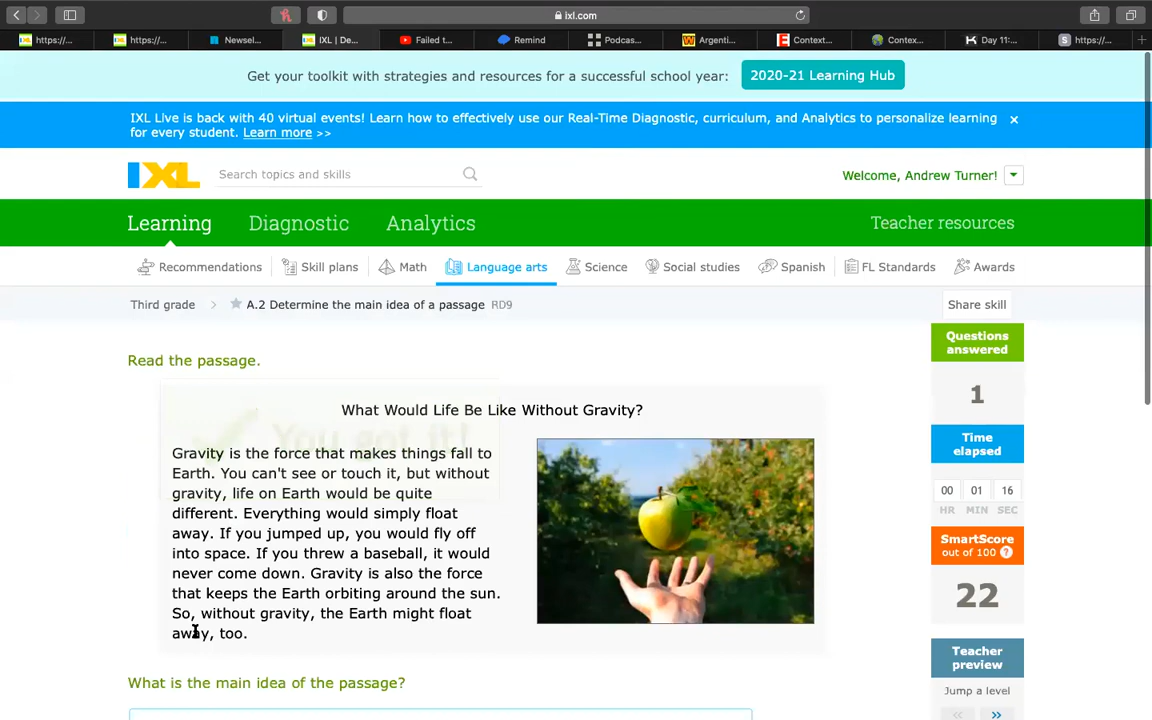 ixl.com
https://...
https://...
Newsel...
IXL | De...
Failed t...
Remind
Podcas...
Argenti...
Context...
Contex...
Day 11:...
https://...
Get your toolkit with strategies and resources for a successful school year:
2020-21 Learning Hub
IXL Live is back with 40 virtual events! Learn how to effectively use our Real-Time Diagnostic, curriculum, and Analytics to personalize learning
for every student. Learn more >>
IXL
Search topics and skills
Welcome, Andrew Turner!
Learning
Diagnostic
Analytics
Teacher resources
Recommendations
Skill plans
Math
Language arts
Science
Social studies
Spanish
FL Standards
Awards
Third grade > A.2 Determine the main idea of a passage RD9
Share skill
Read the passage.
You got it!
What Would Life Be Like Without Gravity?
Gravity is the force that makes things fall to
Earth. You can't see or touch it, but without
gravity, life on Earth would be quite
different. Everything would simply float
away. If you jumped up, you would fly off
into space. If you threw a baseball, it would
never come down. Gravity is also the force
that keeps the Earth orbiting around the sun.
So, without gravity, the Earth might float
away, too.
What is the main idea of the passage?
Questions
answered
1
Time
elapsed
00 01 16
HR MIN SEC
SmartScore
out of 100 ?
22
Teacher
preview
Jump a level
<< >>